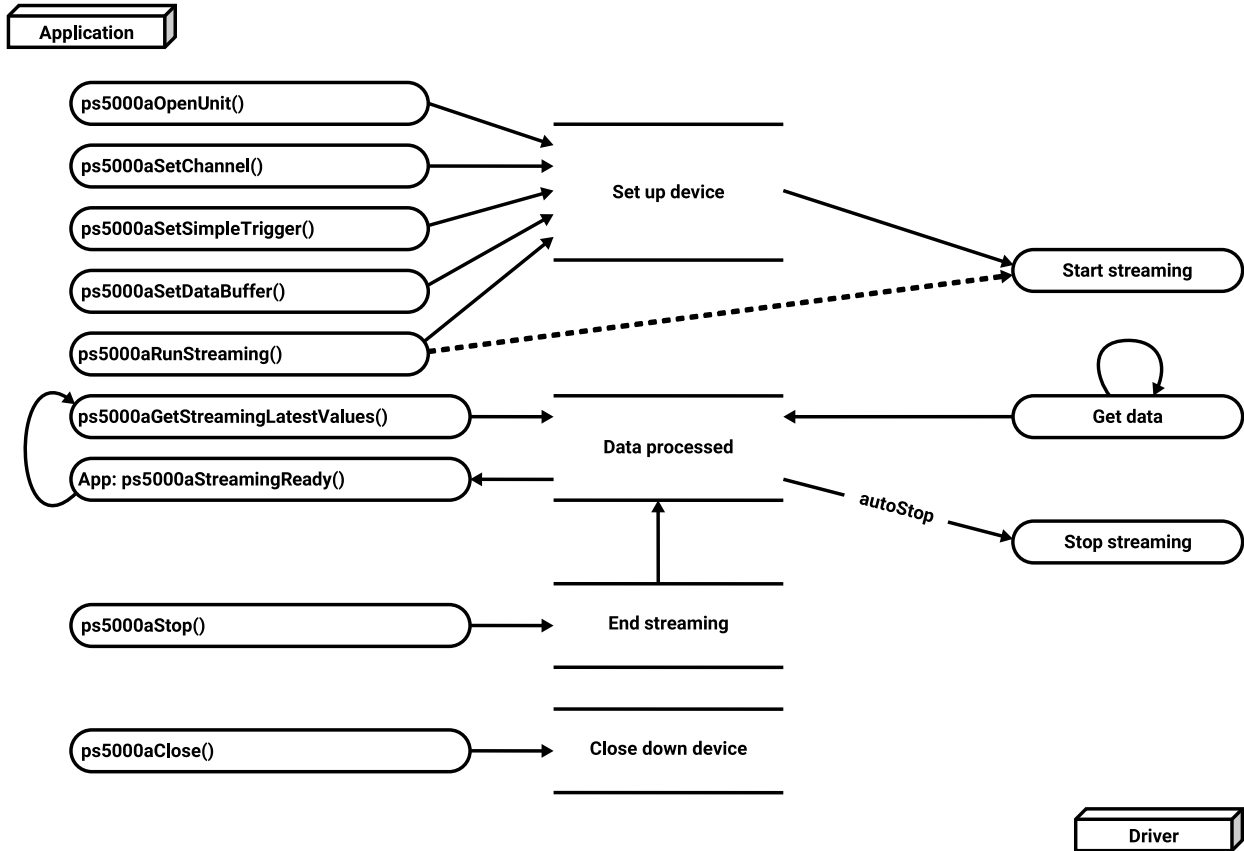 Application
ps5000aOpenUnit()
ps5000aSetChannel()
Set up device
ps5000aSetSimpleTrigger()
Start streaming
ps5000aSetDataBuffer()
ps5000aRunStreaming()
ps5000aGetStreamingLatestValues()
Get data
Data processed
App: ps5000aStreamingReady()
autoStop
Stop streaming
ps5000aStop()
End streaming
ps5000aClose()
Close down device
Driver